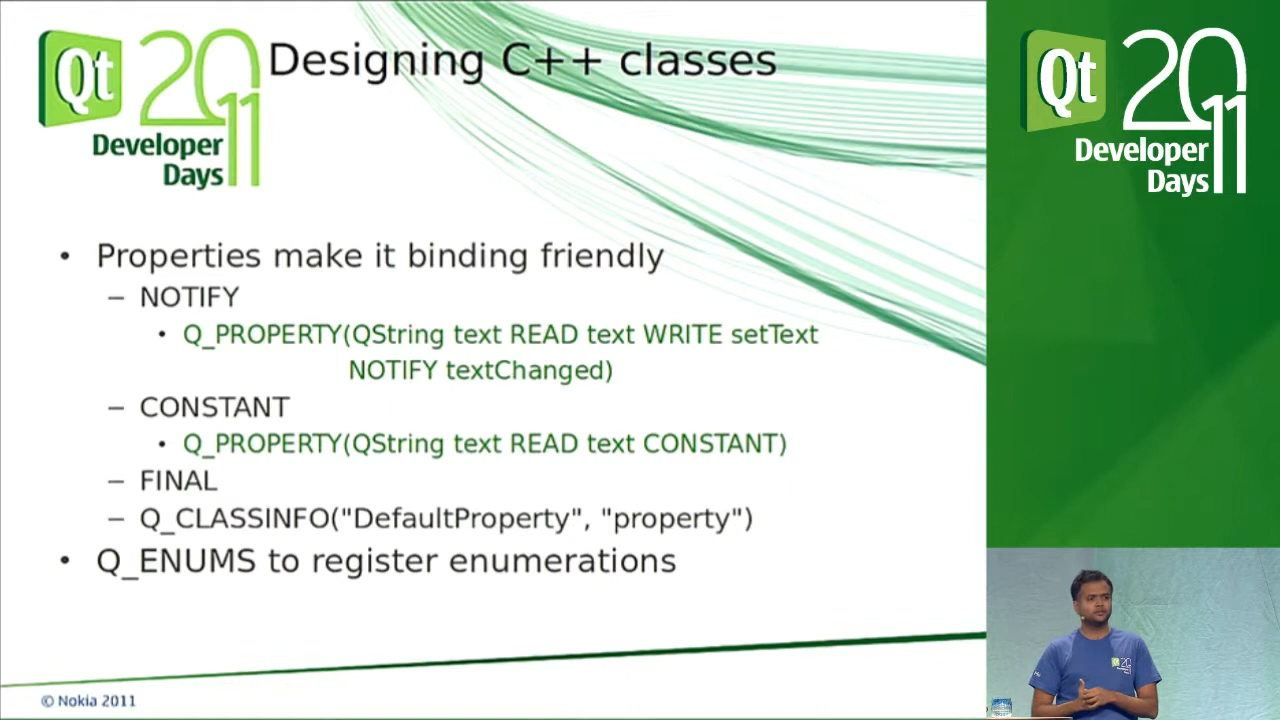 Qt 2011
Developer
Days
Designing C++ classes
• Properties make it binding friendly
– NOTIFY
• Q_PROPERTY(QString text READ text WRITE setText
NOTIFY textChanged)
– CONSTANT
• Q_PROPERTY(QString text READ text CONSTANT)
– FINAL
– Q_CLASSINFO("DefaultProperty", "property")
• Q_ENUMS to register enumerations
© Nokia 2011
Qt 2011
Developer
Days
Qt 20